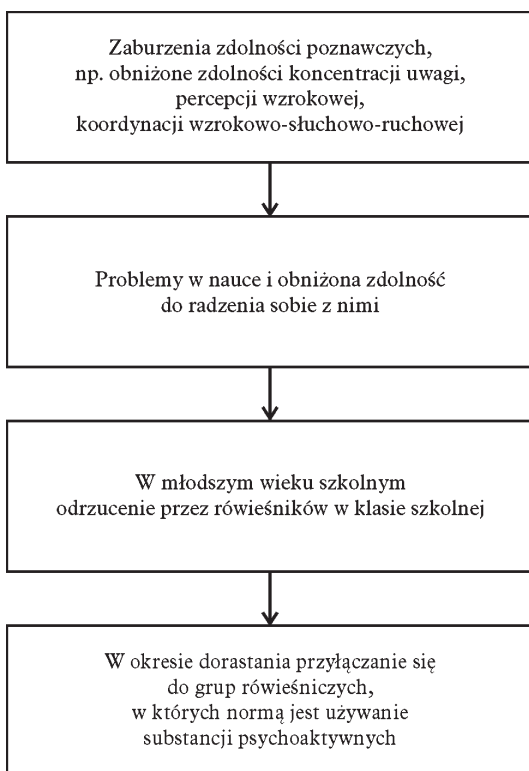 Zaburzenia zdolności poznawczych,
np. obniżone zdolności koncentracji uwagi,
percepcji wzrokowej,
koordynacji wzrokowo-słuchowo-ruchowej
Problemy w nauce i obniżona zdolność
do radzenia sobie z nimi
W młodszym wieku szkolnym
odrzucenie przez rówieśników w klasie szkolnej
W okresie dorastania przyłączanie się
do grup rówieśniczych,
w których normą jest używanie
substancji psychoaktywnych